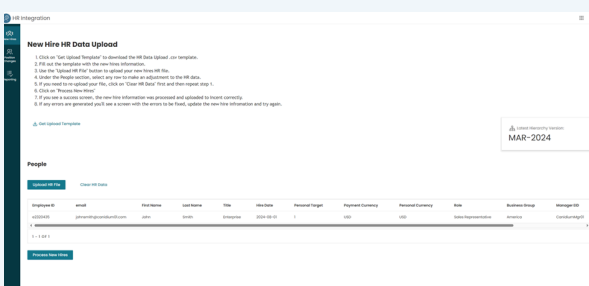 HR Integration
New Hire HR Data Upload
1. Click on "Get Upload Template" to download the HR Data Upload .csv template.
2. Fill out the template with the new hires information.
3. Use the "Upload HR File" button to upload your new hires HR file.
4. Under the People section, select any row to make an adjustment to the HR data.
5. If you need to re-upload your file, click on "Clear HR Data" first and then repeat step 1.
6. Click on "Process New Hires"
7. If you see a success screen, the new hire information was processed and uploaded to Incent correctly.
8. If any errors are generated you'll see a screen with the errors to be fixed, update the new hire infromation and try again.
Get Upload Template
Latest Hierarchy Version
MAR-2024
People
Upload HR File Clear HR Data
Employee ID email First Name Last Name Title Hire Date Personal Target Payment Currency Personal Currency Role Business Group Manager EID
John Smith Enterprise 1 USD USD Sales Representative America
1 - 1 of 1
Process New Hires